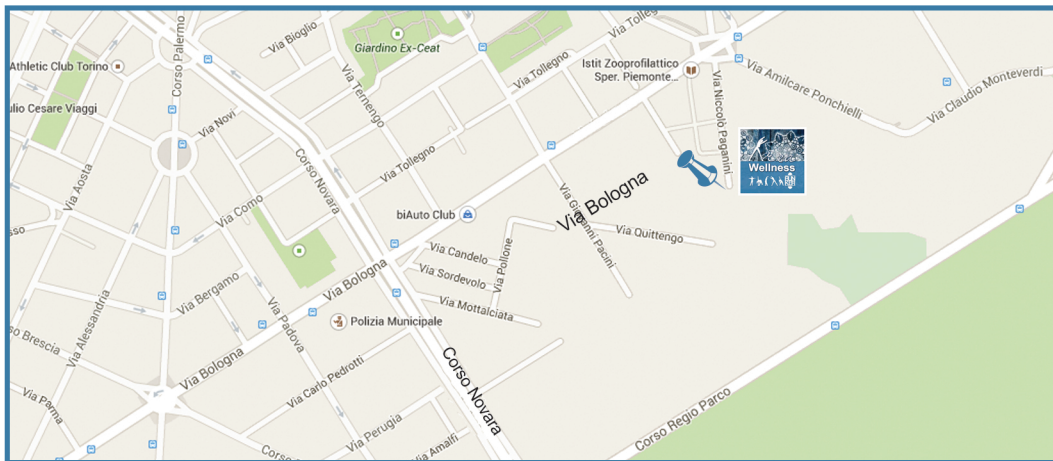 Via Tollegno
Corso Palermo
Via Bioglio
Giardino Ex-Ceat
Athletic Club Torino
Istit Zooprofilattico
Sper. Piemonte...
Via Amilcare Ponchielli
Via Claudio Monteverdi
Via Ternengo
Via Tollegno
ulio Cesare Viaggi
Via Novi
Via Niccolò Paganini
Via Tollegno
Corso Novara
Wellness
Via Aosta
Via Como
Via Bologna
biAuto Club
Via Giovanni Pacini
Via Quittengo
Via Candelo
Via Pollone
Via Sordevolo
Via Bologna
Via Bergamo
Via Mottalciata
Via Alessandria
Via Padova
Polizia Municipale
so Brescia
Via Bologna
Via Carlo Pedrotti
Corso Novara
Via Parma
Via Perugia
Via Amalfi
Corso Regio Parco